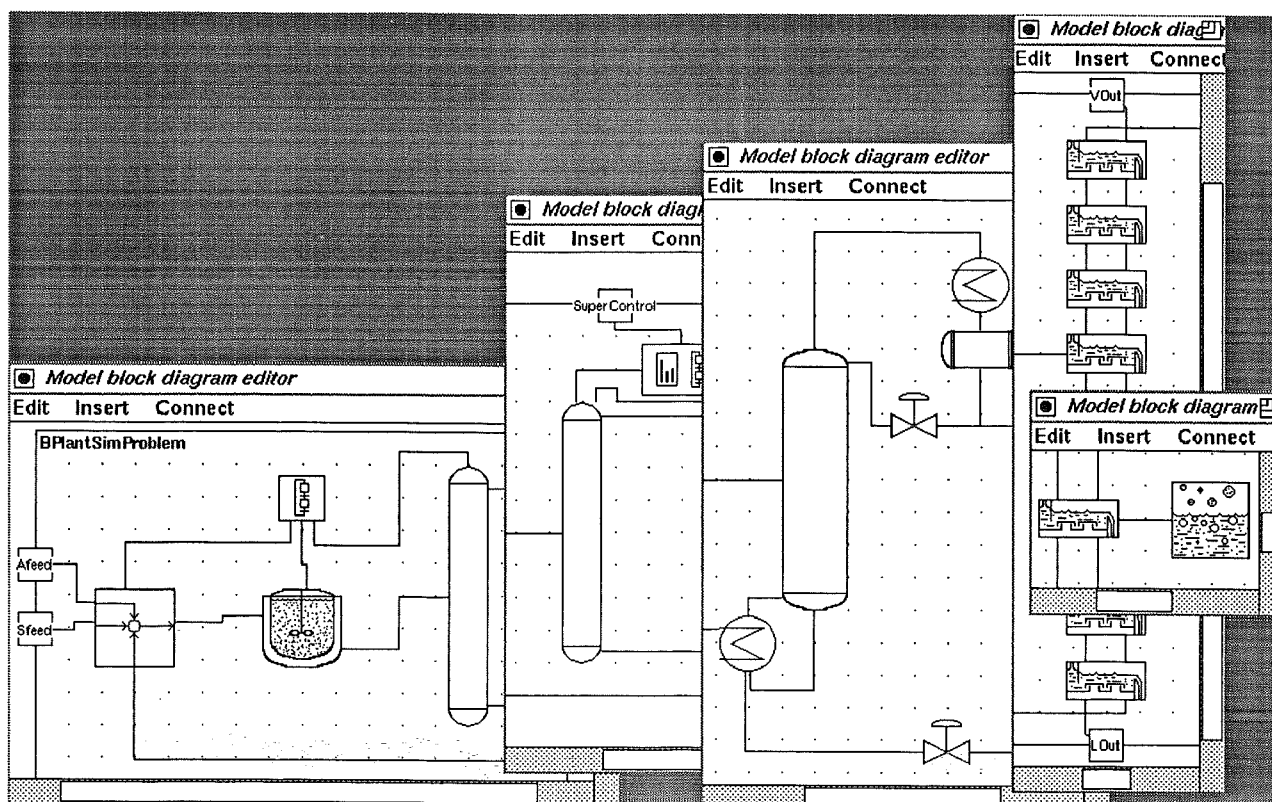 Model block diag
Edit Insert Connect
VOut
Model block diagram editor
Edit Insert Connect
Model block diag
Edit Insert Conn
SuperControl
Model block diagram editor
Edit Insert Connect
BPlantSimProblem
Afeed
Sfeed
Model block diagram
Edit Insert Connect
LOut